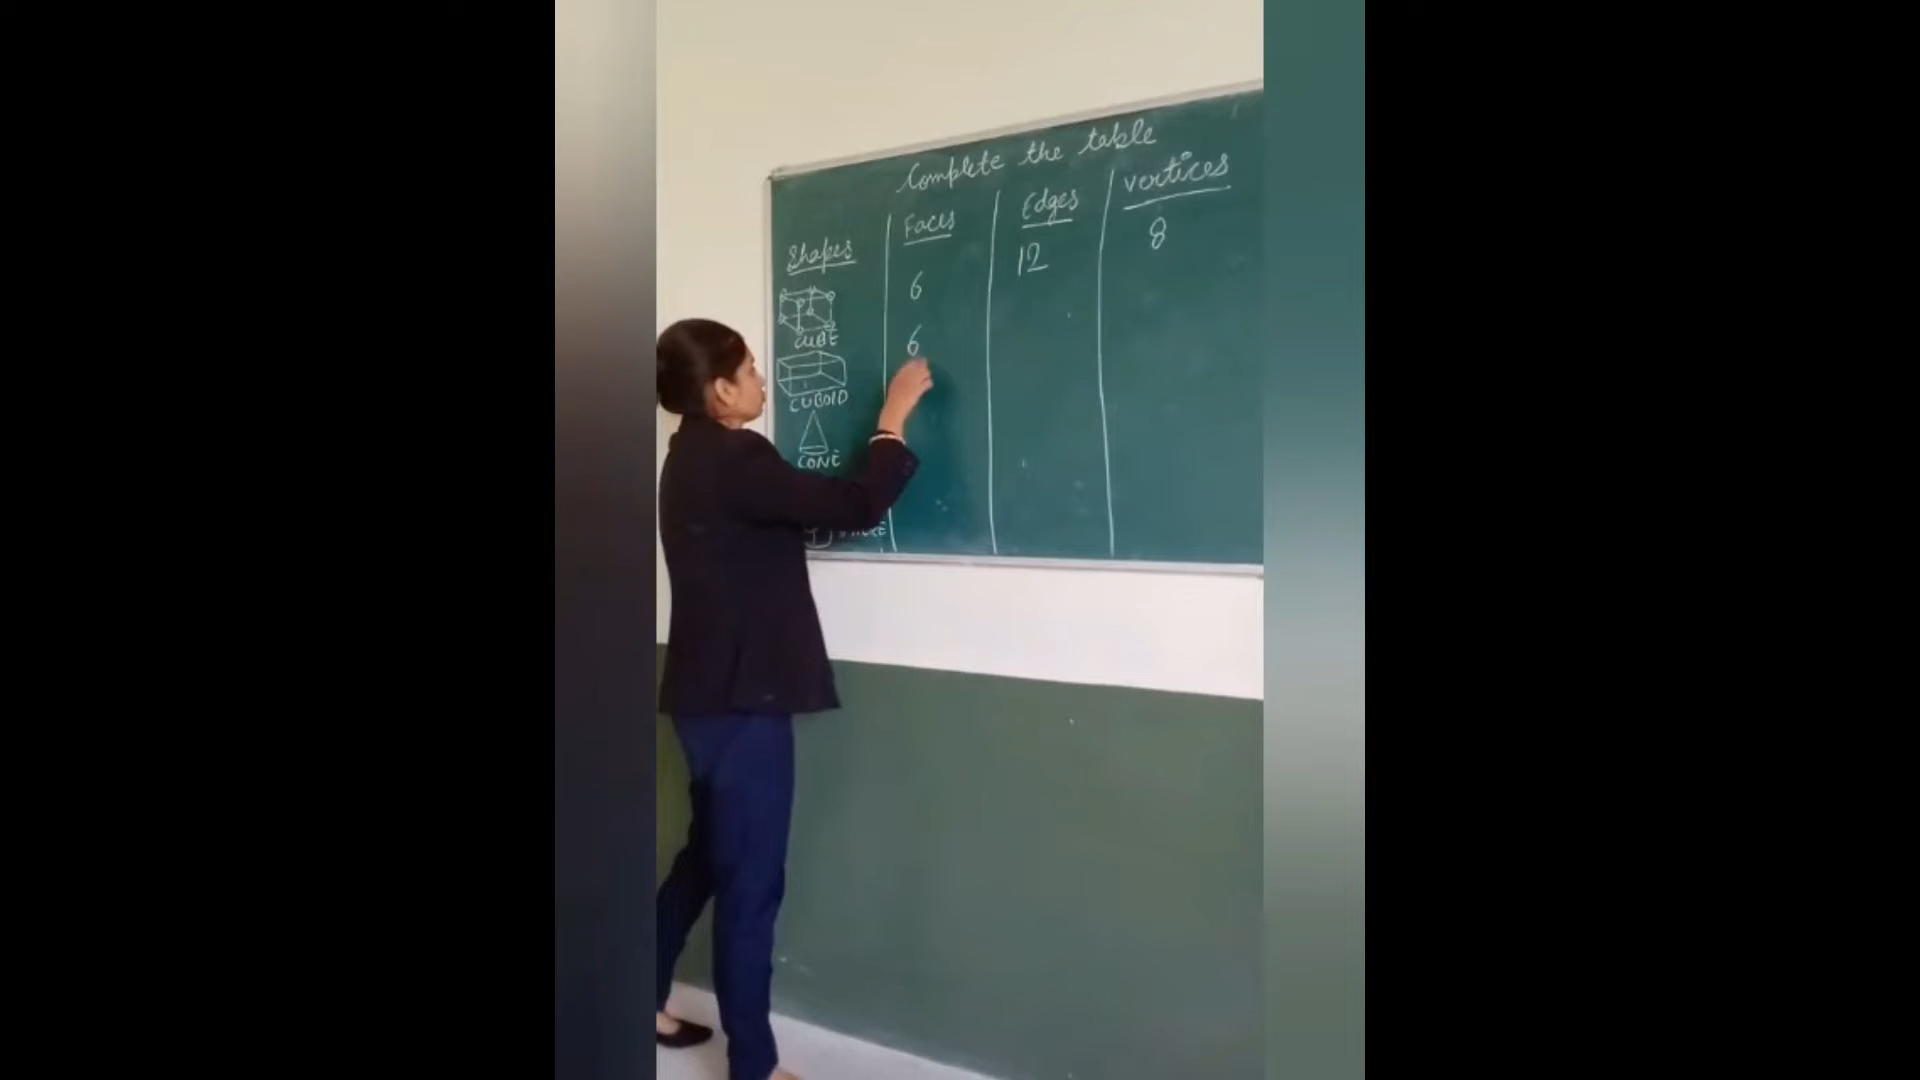 Complete the table
Shapes Faces Edges Vertices
CUBE 6 12 8
CUBOID 6
CONE